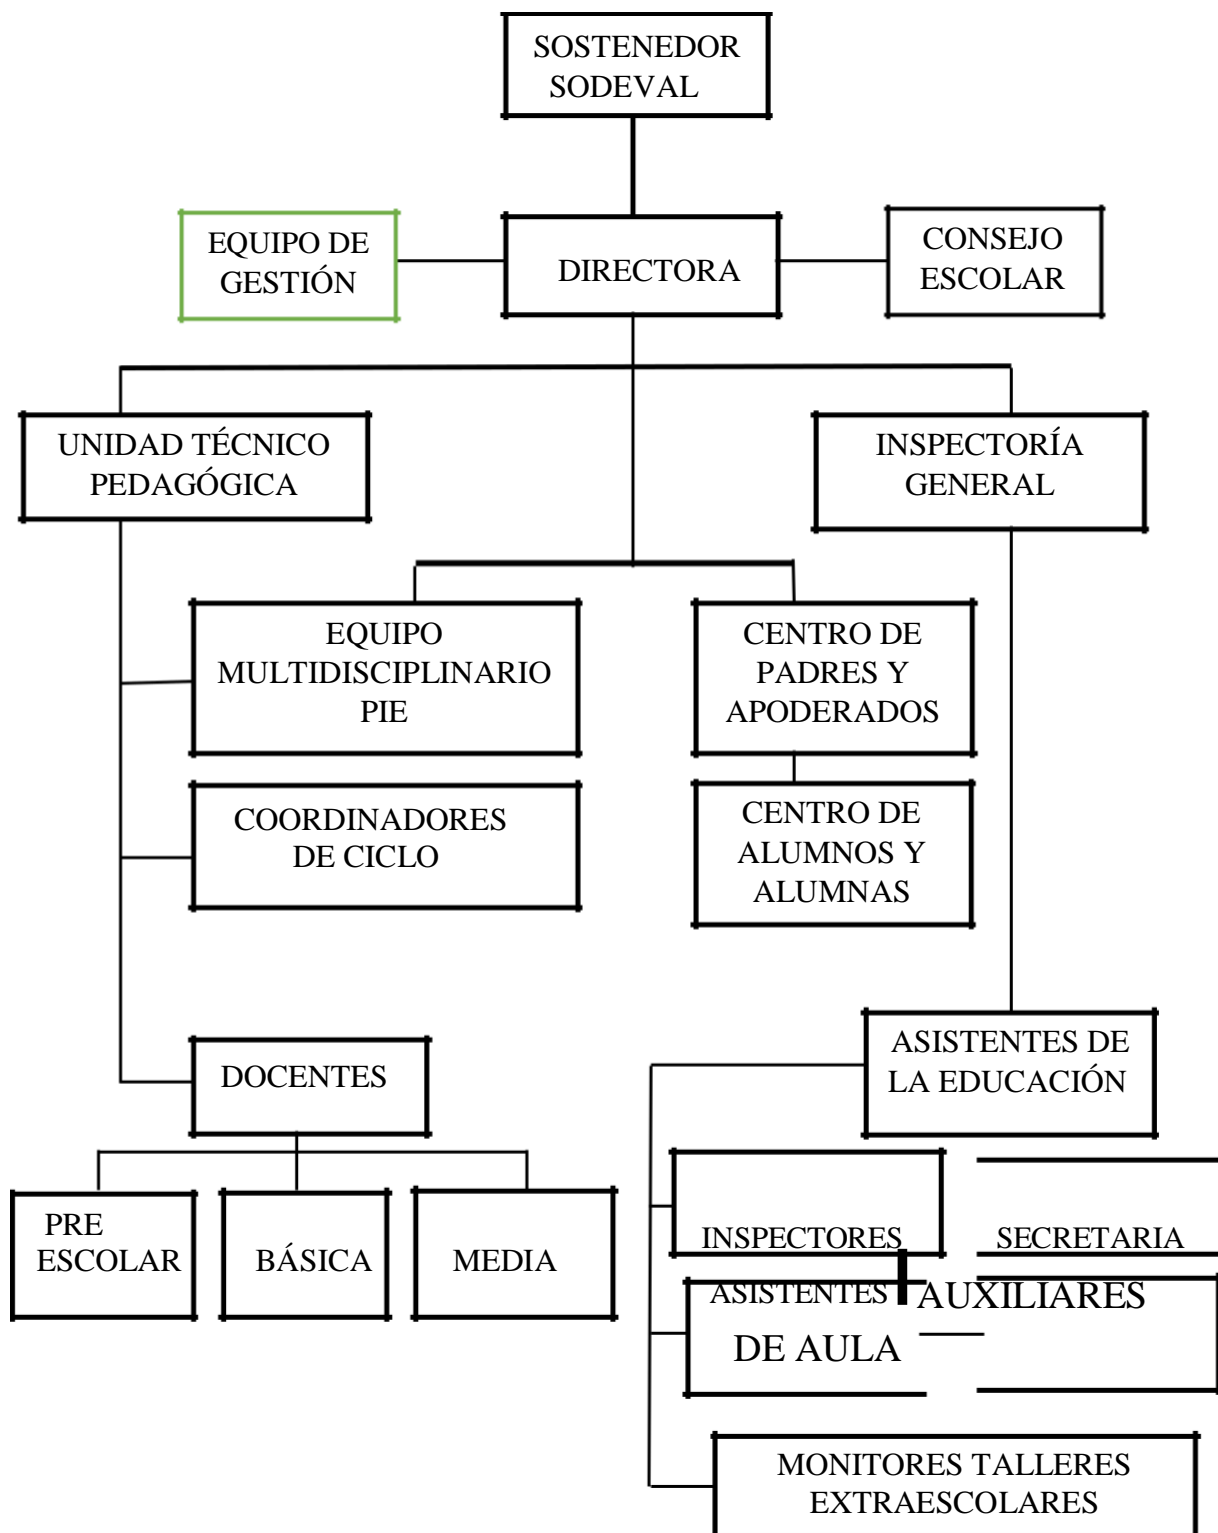 SOSTENEDOR
SODEVAL
EQUIPO DE
GESTIÓN
DIRECTORA
CONSEJO
ESCOLAR
UNIDAD TÉCNICO
PEDAGÓGICA
INSPECTORÍA
GENERAL
EQUIPO
MULTIDISCIPLINARIO
PIE
CENTRO DE
PADRES Y
APODERADOS
COORDINADORES
DE CICLO
CENTRO DE
ALUMNOS Y
ALUMNAS
DOCENTES
ASISTENTES DE
LA EDUCACIÓN
PRE
ESCOLAR
BÁSICA
MEDIA
INSPECTORES
SECRETARIA
ASISTENTES
DE AULA
AUXILIARES
MONITORES TALLERES
EXTRAESCOLARES